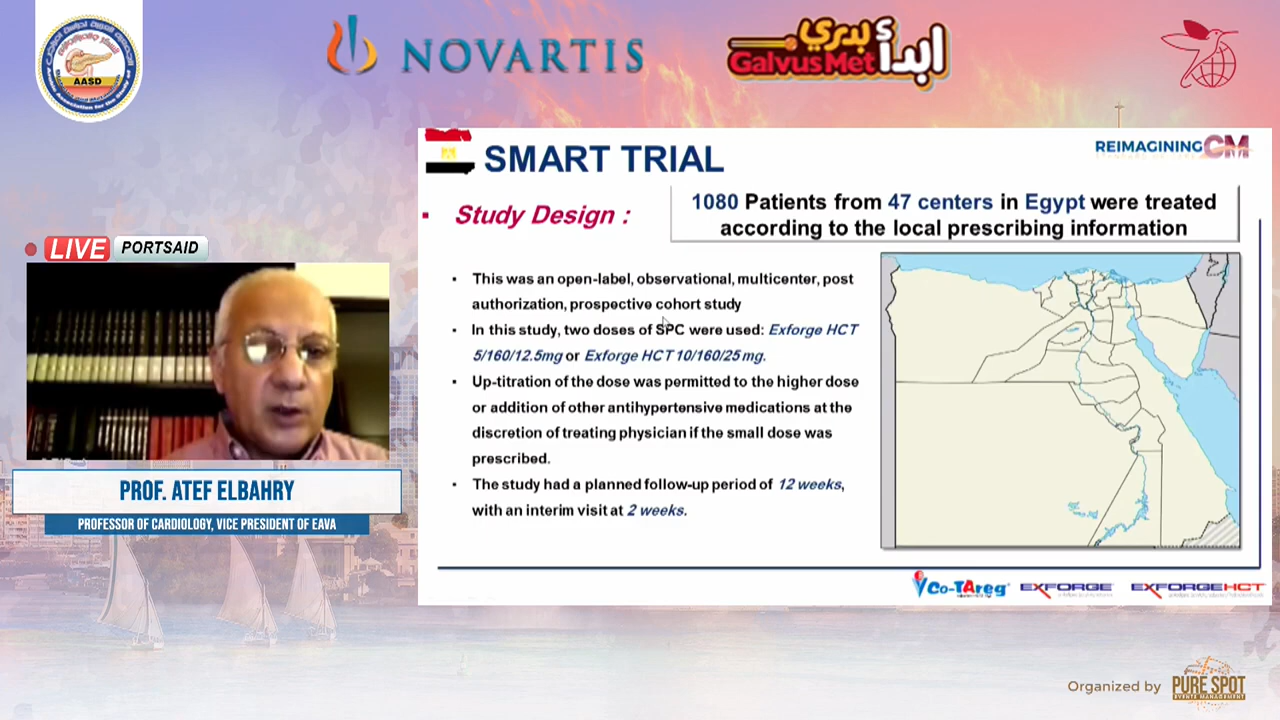 AASD
NOVARTIS
ابدأ بدري
GalvusMet
SMART TRIAL
REIMAGINING CM
Study Design :
1080 Patients from 47 centers in Egypt were treated
according to the local prescribing information
LIVE
PORTSAID
This was an open-label, observational, multicenter, post
authorization, prospective cohort study
In this study, two doses of SPC were used: Exforge HCT
5/160/12.5mg or Exforge HCT 10/160/25 mg.
Up-titration of the dose was permitted to the higher dose
or addition of other antihypertensive medications at the
discretion of treating physician if the small dose was
prescribed.
The study had a planned follow-up period of 12 weeks,
with an interim visit at 2 weeks.
PROF. ATEF ELBAHRY
PROFESSOR OF CARDIOLOGY, VICE PRESIDENT OF EAVA
Co-TAreg
EXFORGE
EXFORGEHCT
Organized by
PURE SPOT
EVENTS MANAGEMENT